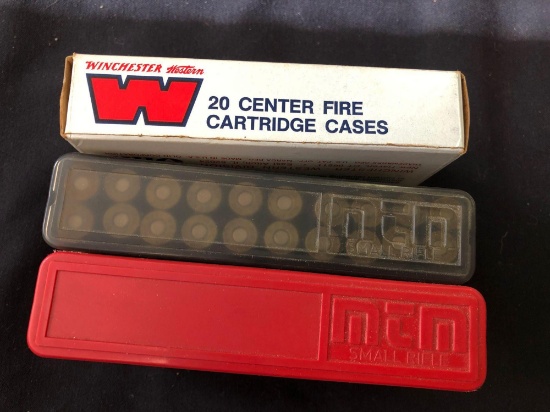 WINCHESTER Western
W
20 CENTER FIRE
CARTRIDGE CASES
MTM
SMALL RIFLE
MTM
SMALL RIFLE